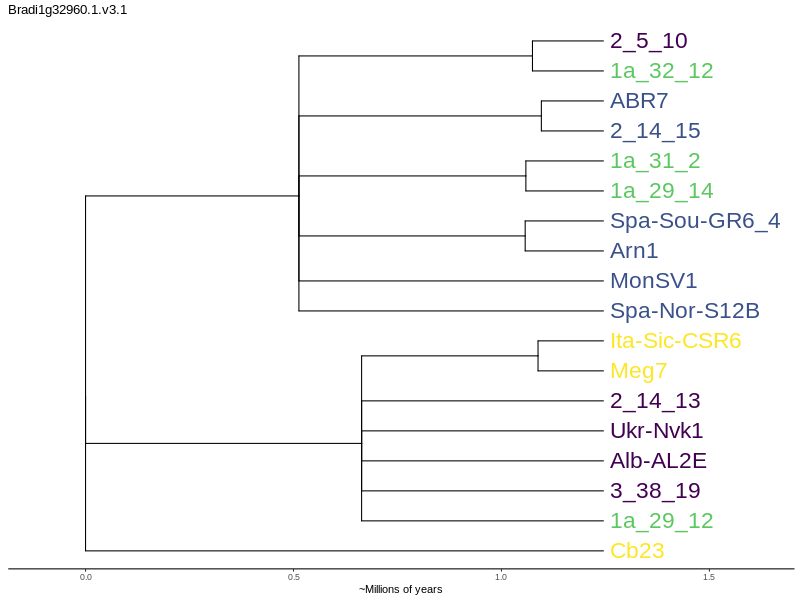 Bradi1g32960.1.v3.1
2_5_10
1a_32_12
ABR7
2_14_15
1a_31_2
1a_29_14
Spa-Sou-GR6_4
Arn1
MonSV1
Spa-Nor-S12B
Ita-Sic-CSR6
Meg7
2_14_13
Ukr-Nvk1
Alb-AL2E
3_38_19
1a_29_12
Cb23
0.0 0.5 1.0 1.5
~Millions of years